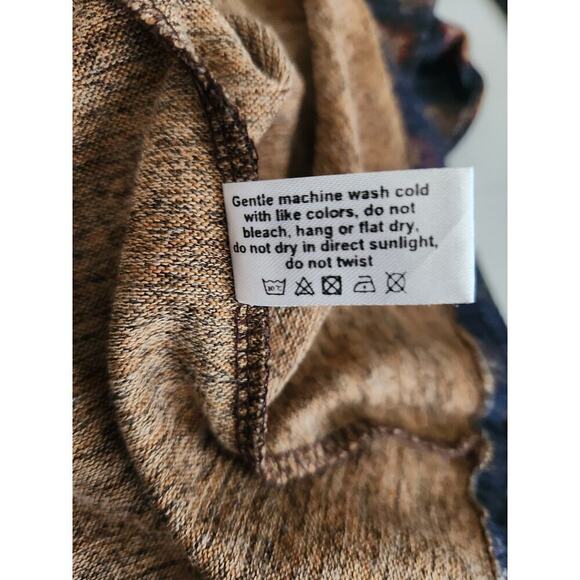 Gentle machine wash cold
with like colors, do not
bleach, hang or flat dry,
do not dry in direct sunlight,
do not twist
30°C